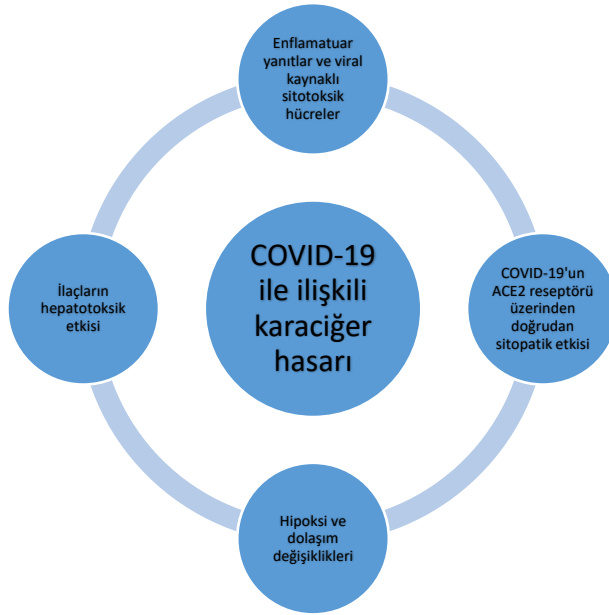 Enflamatuar
yanıtlar ve viral
kaynaklı
sitotoksik
hücreler
COVID-19
ile ilişkili
karaciğer
hasarı
COVID-19'un
ACE2 reseptörü
üzerinden
doğrudan
sitopatik etkisi
İlaçların
hepatotoksik
etkisi
Hipoksi ve
dolaşım
değişiklikleri